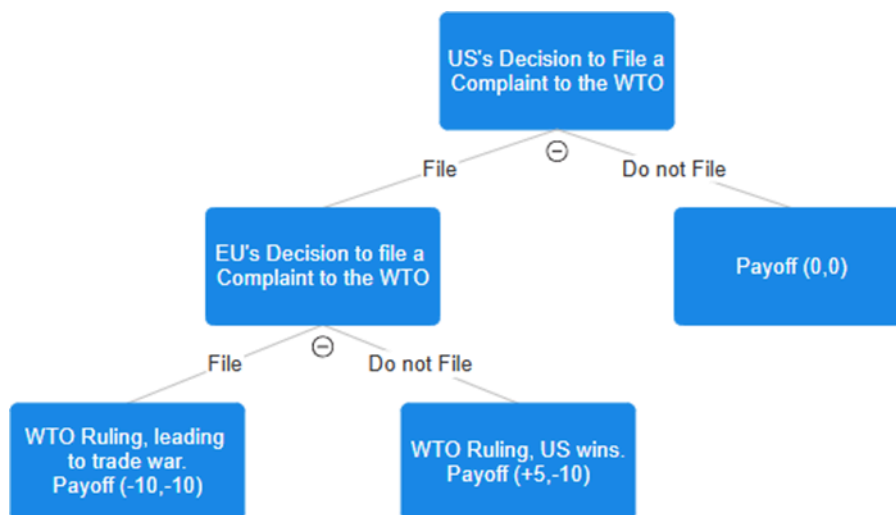 US's Decision to File a
Complaint to the WTO
File
Do not File
EU's Decision to file a
Complaint to the WTO
Payoff (0,0)
File
Do not File
WTO Ruling, leading
to trade war.
Payoff (-10,-10)
WTO Ruling, US wins.
Payoff (+5,-10)